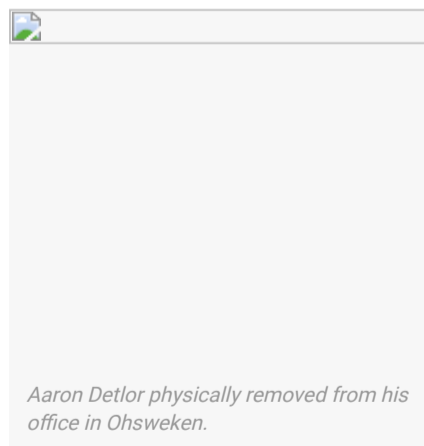 Aaron Detlor physically removed from his
office in Ohsweken.